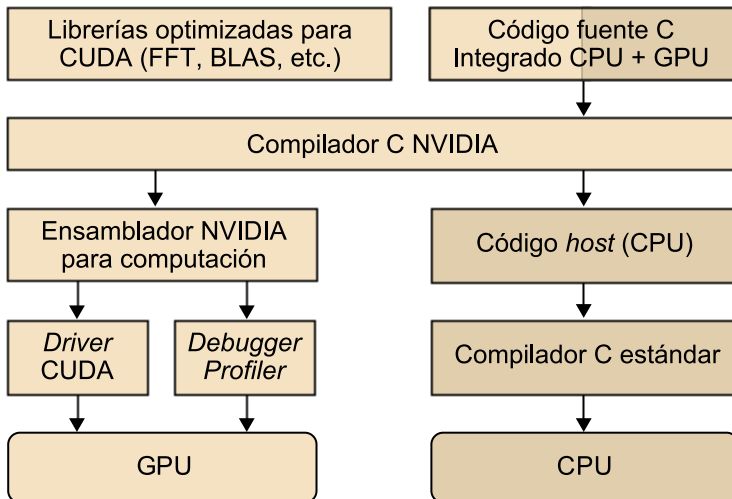 Librerías optimizadas para
CUDA (FFT, BLAS, etc.)
Código fuente C
Integrado CPU + GPU
Compilador C NVIDIA
Ensamblador NVIDIA
para computación
Código host (CPU)
Driver
CUDA
Debugger
Profiler
Compilador C estándar
GPU
CPU